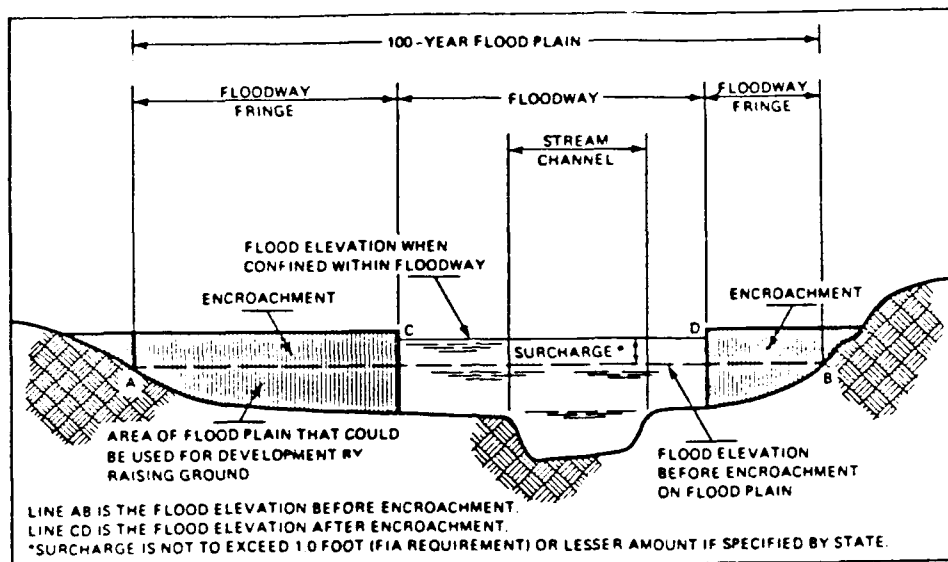 100-YEAR FLOOD PLAIN
FLOODWAY
FRINGE
FLOODWAY
FLOODWAY
FRINGE
STREAM
CHANNEL
FLOOD ELEVATION WHEN
CONFINED WITHIN FLOODWAY
ENCROACHMENT
ENCROACHMENT
C
D
SURCHARGE*
A
B
AREA OF FLOOD PLAIN THAT COULD
BE USED FOR DEVELOPMENT BY
RAISING GROUND
FLOOD ELEVATION
BEFORE ENCROACHMENT
ON FLOOD PLAIN
LINE AB IS THE FLOOD ELEVATION BEFORE ENCROACHMENT.
LINE CD IS THE FLOOD ELEVATION AFTER ENCROACHMENT.
*SURCHARGE IS NOT TO EXCEED 1.0 FOOT (FIA REQUIREMENT) OR LESSER AMOUNT IF SPECIFIED BY STATE.